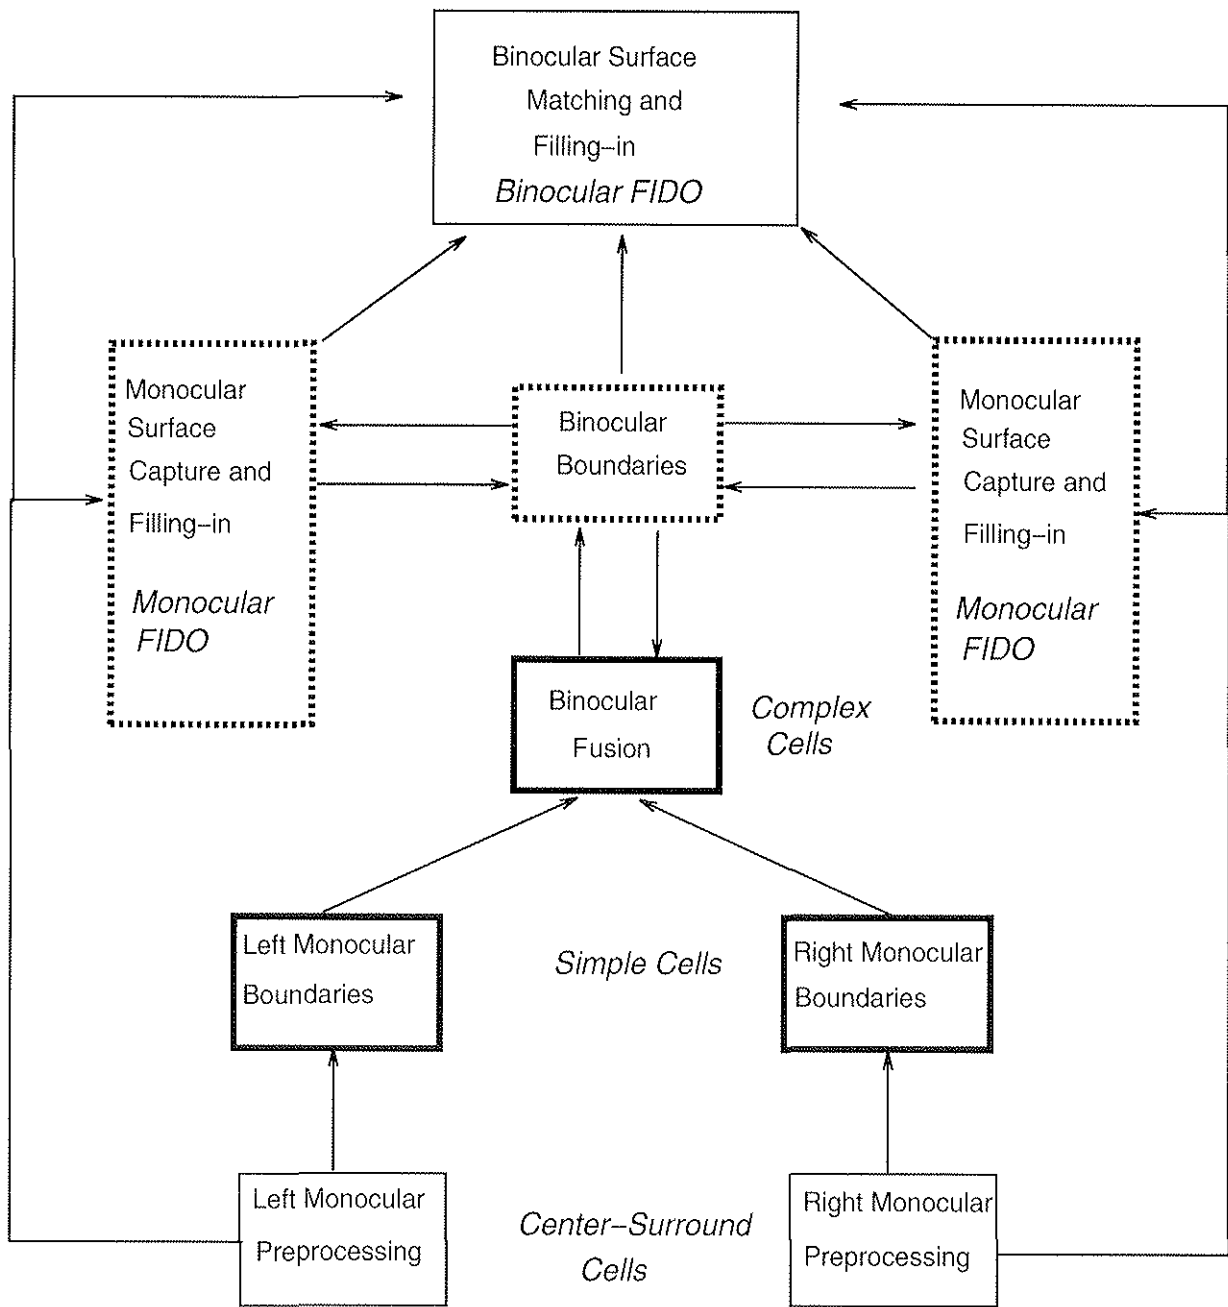 Binocular Surface
Matching and
Filling–in
Binocular FIDO
Monocular
Surface
Capture and
Filling–in
Monocular
FIDO
Binocular
Boundaries
Monocular
Surface
Capture and
Filling–in
Monocular
FIDO
Binocular
Fusion
Complex
Cells
Left Monocular
Boundaries
Simple Cells
Right Monocular
Boundaries
Left Monocular
Preprocessing
Center–Surround
Cells
Right Monocular
Preprocessing